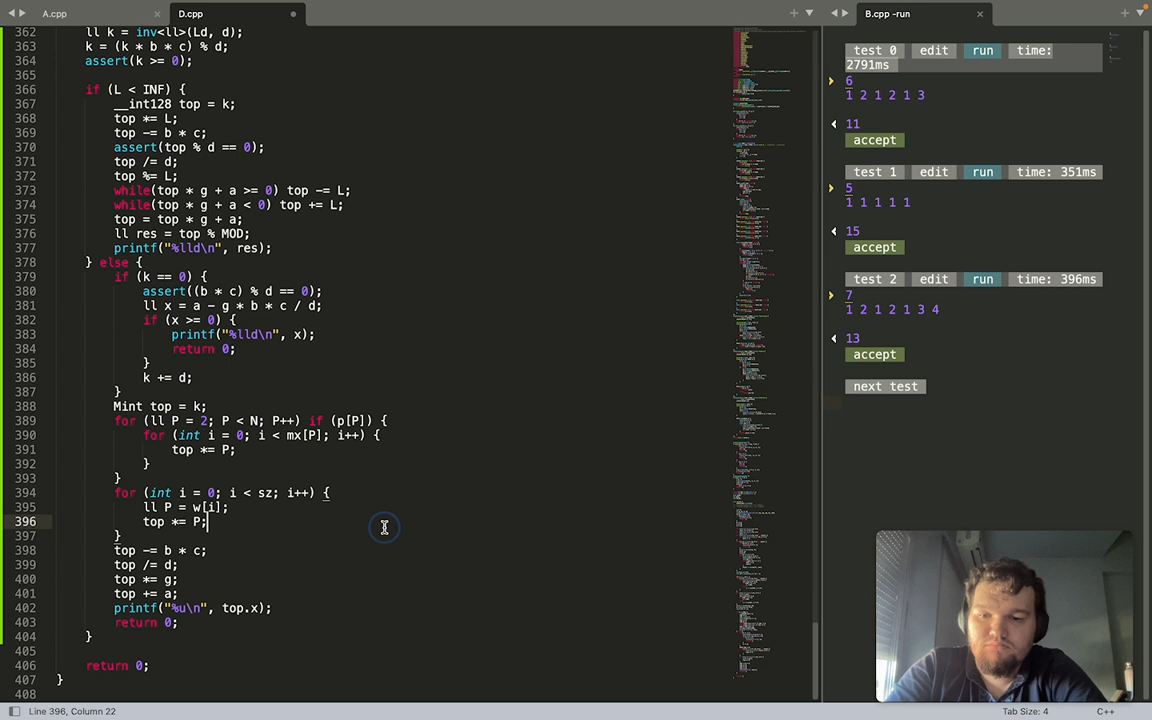 A.cpp × D.cpp B.cpp -run ×
362 ll k = inv<ll>(Ld, d);
363 k = (k * b * c) % d;
364 assert(k >= 0);
365
366 if (L < INF) {
367 __int128 top = k;
368 top *= L;
369 top -= b * c;
370 assert(top % d == 0);
371 top /= d;
372 top %= L;
373 while(top * g + a >= 0) top -= L;
374 while(top * g + a < 0) top += L;
375 top = top * g + a;
376 ll res = top % MOD;
377 printf("%lld\n", res);
378 } else {
379 if (k == 0) {
380 assert((b * c) % d == 0);
381 ll x = a - g * b * c / d;
382 if (x >= 0) {
383 printf("%lld\n", x);
384 return 0;
385 }
386 k += d;
387 }
388 Mint top = k;
389 for (ll P = 2; P < N; P++) if (p[P]) {
390 for (int i = 0; i < mx[P]; i++) {
391 top *= P;
392 }
393 }
394 for (int i = 0; i < sz; i++) {
395 ll P = w[i];
396 top *= P;
397 }
398 top -= b * c;
399 top /= d;
400 top *= g;
401 top += a;
402 printf("%u\n", top.x);
403 return 0;
404 }
405
406 return 0;
407 }
408
test 0 edit run time:
2791ms
6
1 2 1 2 1 3
11
accept
test 1 edit run time: 351ms
5
1 1 1 1 1
15
accept
test 2 edit run time: 396ms
7
1 2 1 2 1 3 4
13
accept
next test
Line 396, Column 22 Tab Size: 4 C++